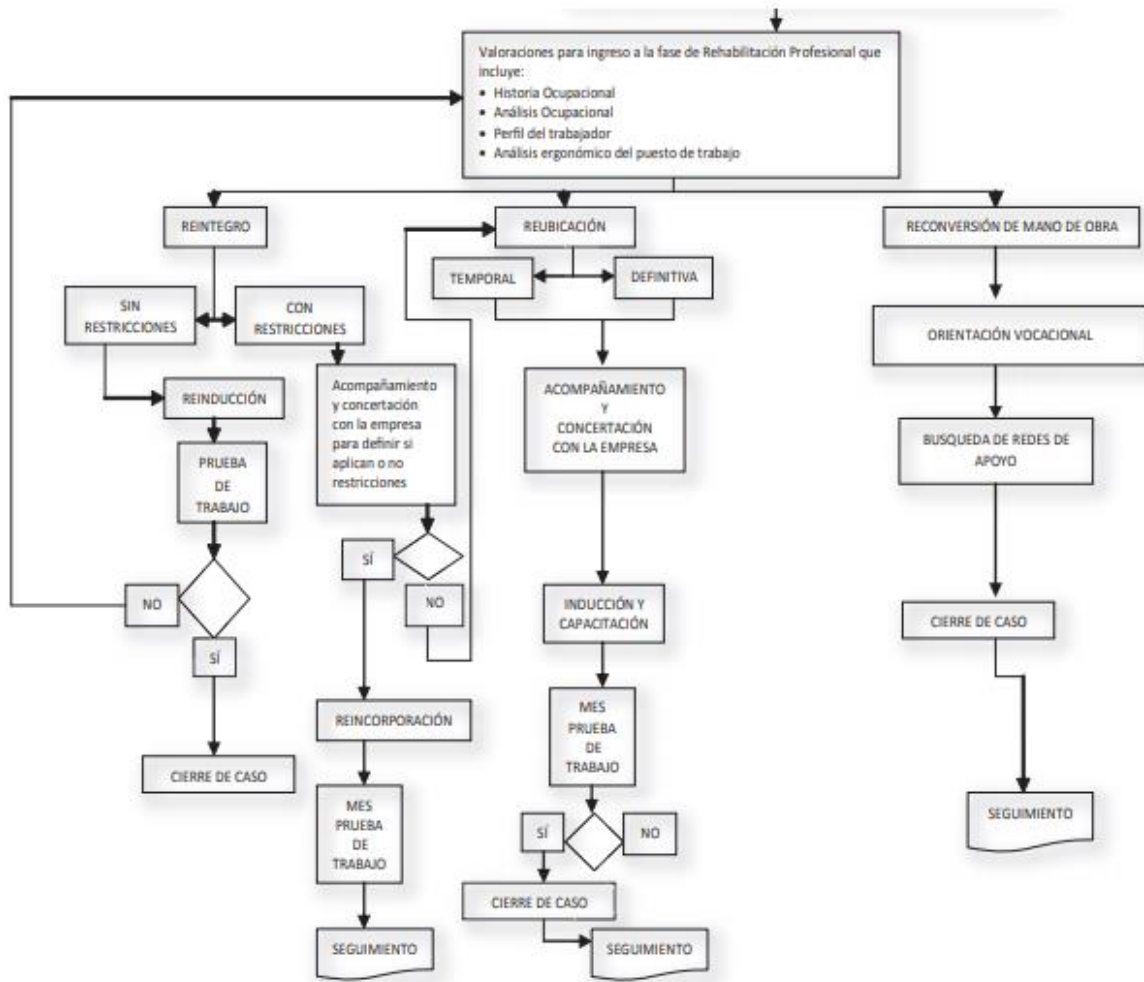 Valoraciones para ingreso a la fase de Rehabilitación Profesional que
incluye:
• Historia Ocupacional
• Análisis Ocupacional
• Perfil del trabajador
• Análisis ergonómico del puesto de trabajo
REINTEGRO
REUBICACIÓN
RECONVERSIÓN DE MANO DE OBRA
SIN
RESTRICCIONES
CON
RESTRICCIONES
TEMPORAL
DEFINITIVA
ORIENTACIÓN VOCACIONAL
REINDUCCIÓN
Acompañamiento
y concertación
con la empresa
para definir si
aplican o no
restricciones
ACOMPAÑAMIENTO
Y
CONCERTACIÓN
CON LA EMPRESA
BUSQUEDA DE REDES DE
APOYO
PRUEBA
DE
TRABAJO
SÍ
NO
NO
SÍ
INDUCCIÓN Y
CAPACITACIÓN
CIERRE DE CASO
REINCORPORACIÓN
MES
PRUEBA
DE
TRABAJO
CIERRE DE CASO
MES
PRUEBA
DE
TRABAJO
SÍ
NO
SEGUIMIENTO
CIERRE DE CASO
SEGUIMIENTO
SEGUIMIENTO